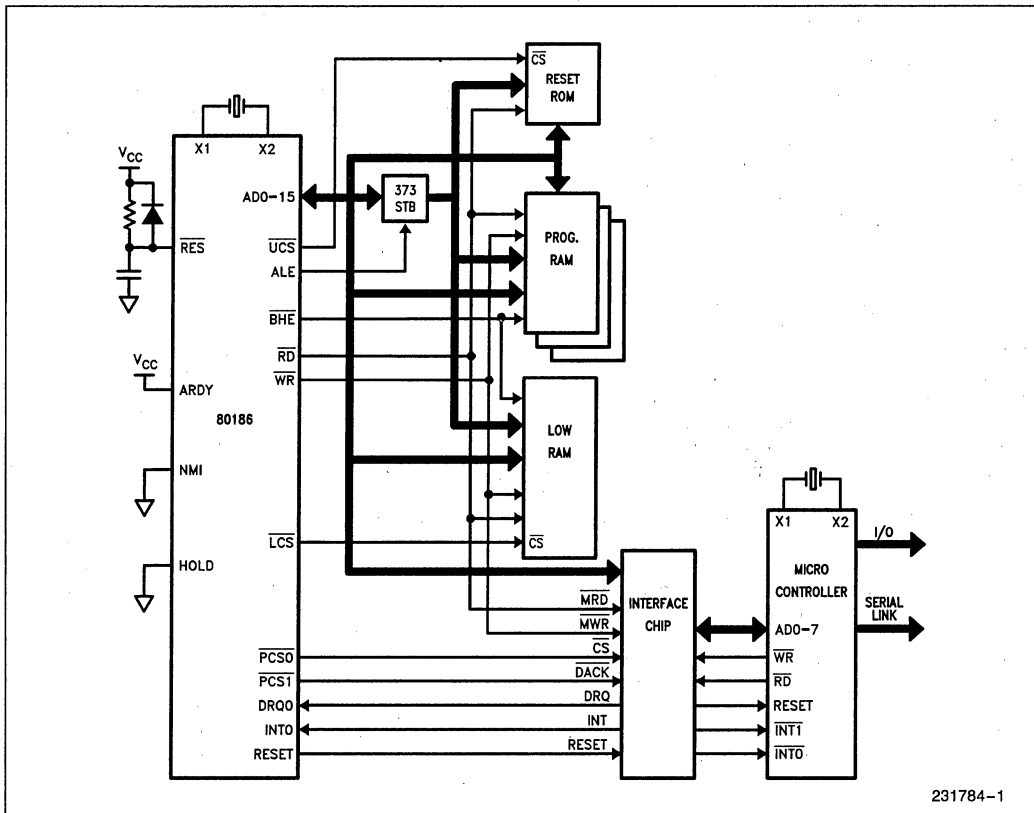 CS
RESET
ROM
X1 X2
VCC
AD0-15
373
STB
RES
UCS
ALE
PROG.
RAM
BHE
RD
WR
VCC
ARDY
80186
LOW
RAM
NMI
X1 X2
I/O
LCS
CS
HOLD
MICRO
CONTROLLER
INTERFACE
CHIP
MRD
SERIAL
LINK
MWR
AD0-7
PCS0
CS
WR
PCS1
DACK
RD
DRQ0
DRQ
RESET
INT0
INT
INT1
RESET
RESET
INT0
231784-1